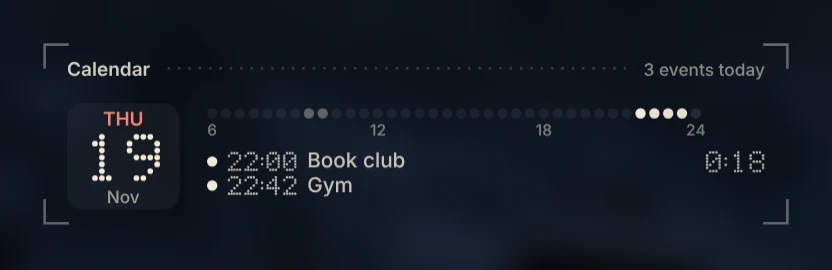 Calendar 3 events today
THU
19
Nov
6 12 18 24
22:00 Book club 0:18
22:42 Gym